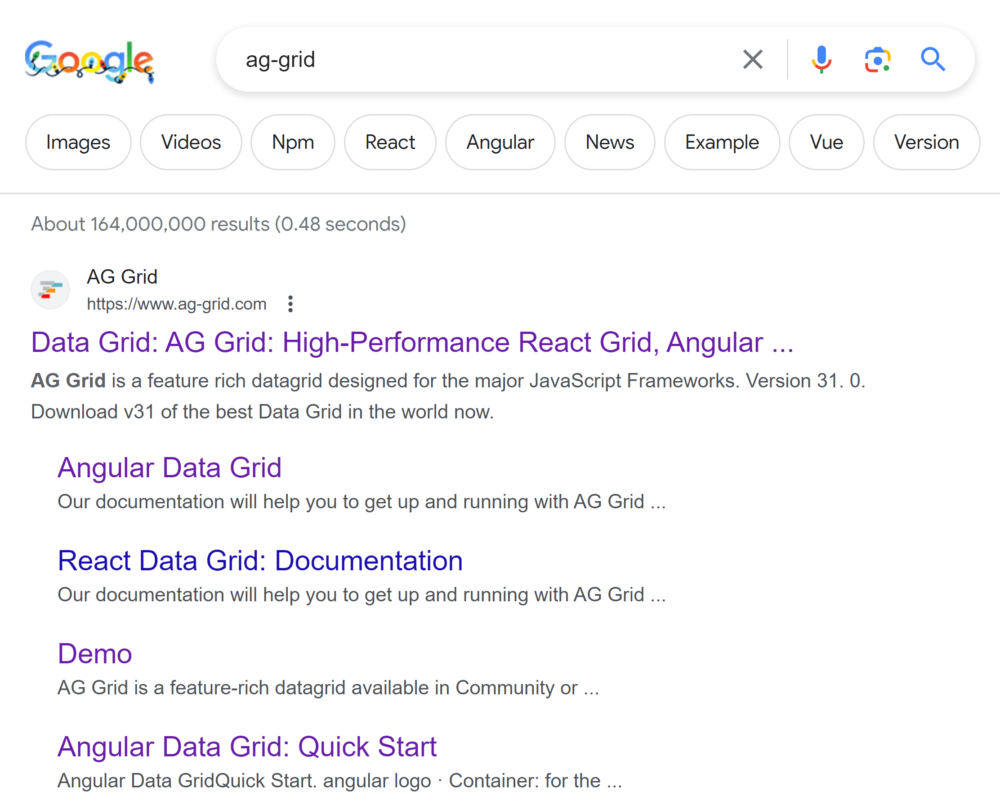 Google
ag-grid
Images Videos Npm React Angular News Example Vue Version
About 164,000,000 results (0.48 seconds)
AG Grid
https://www.ag-grid.com
Data Grid: AG Grid: High-Performance React Grid, Angular ...
AG Grid is a feature rich datagrid designed for the major JavaScript Frameworks. Version 31. 0.
Download v31 of the best Data Grid in the world now.
Angular Data Grid
Our documentation will help you to get up and running with AG Grid ...
React Data Grid: Documentation
Our documentation will help you to get up and running with AG Grid ...
Demo
AG Grid is a feature-rich datagrid available in Community or ...
Angular Data Grid: Quick Start
Angular Data GridQuick Start. angular logo · Container: for the ...